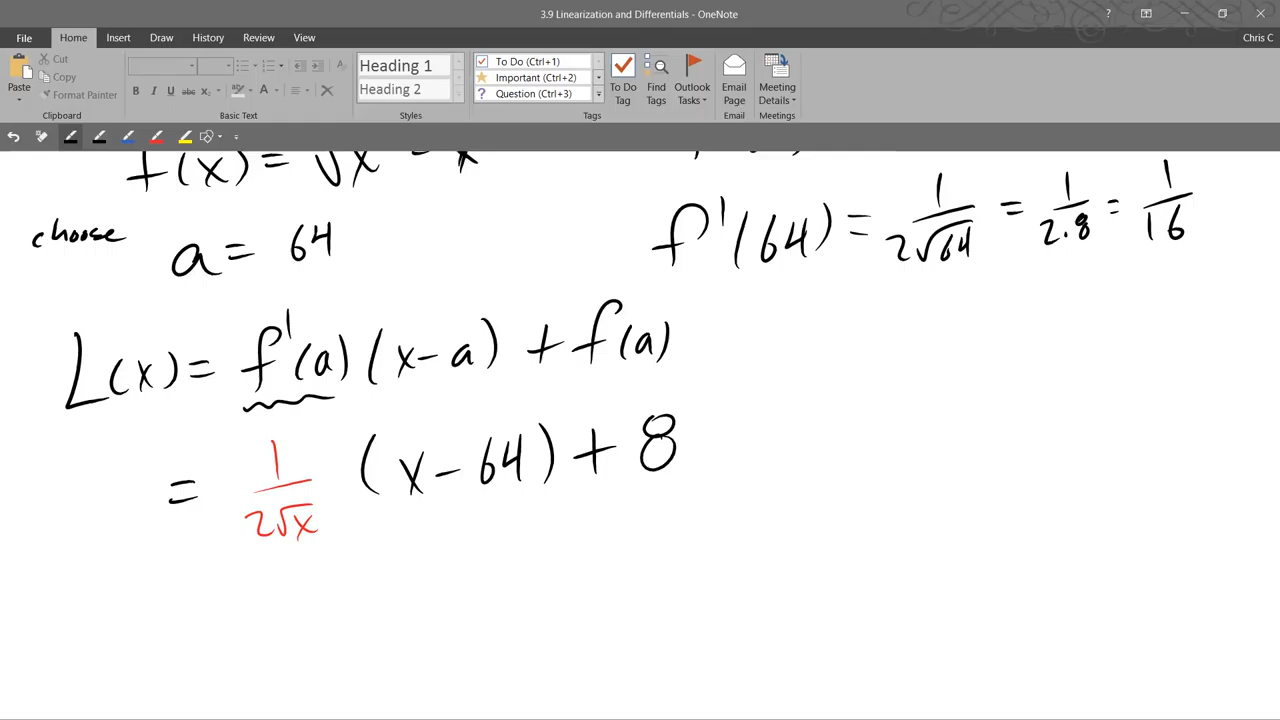 3.9 Linearization and Differentials - OneNote
File Home Insert Draw History Review View Chris C
Paste
Cut
Copy
Format Painter
Clipboard
B I U abc x₂ A
Basic Text
Heading 1
Heading 2
Styles
To Do (Ctrl+1)
Important (Ctrl+2)
Question (Ctrl+3)
To Do Tag
Find Tags
Outlook Tasks
Tags
Email Page
Email
Meeting Details
Meetings
f(x) = √x = x
choose a = 64
f'(64) = 1/(2√64) = 1/(2·8) = 1/16
L(x) = f'(a)(x-a) + f(a)
= 1/(2√x) (x-64) + 8